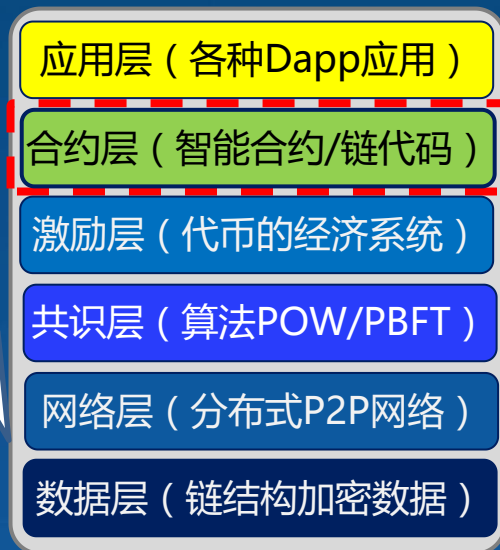 应用层（各种Dapp应用）
合约层（智能合约/链代码）
激励层（代币的经济系统）
共识层（算法POW/PBFT）
网络层（分布式P2P网络）
数据层（链结构加密数据）